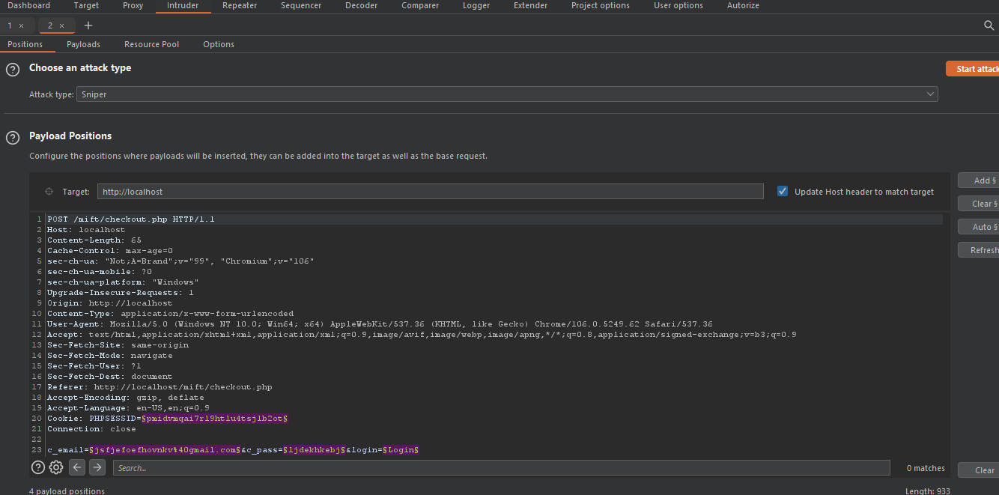 Dashboard Target Proxy Intruder Repeater Sequencer Decoder Comparer Logger Extender Project options User options Autorize
1 × 2 × +
Positions Payloads Resource Pool Options
? Choose an attack type
Start attack
Attack type: Sniper
? Payload Positions
Configure the positions where payloads will be inserted, they can be added into the target as well as the base request.
Add §
Target: http://localhost Update Host header to match target
Clear §
Auto §
Refresh
1 POST /mift/checkout.php HTTP/1.1
2 Host: localhost
3 Content-Length: 65
4 Cache-Control: max-age=0
5 sec-ch-ua: "Not;A=Brand";v="99", "Chromium";v="106"
6 sec-ch-ua-mobile: ?0
7 sec-ch-ua-platform: "Windows"
8 Upgrade-Insecure-Requests: 1
9 Origin: http://localhost
10 Content-Type: application/x-www-form-urlencoded
11 User-Agent: Mozilla/5.0 (Windows NT 10.0; Win64; x64) AppleWebKit/537.36 (KHTML, like Gecko) Chrome/106.0.5249.62 Safari/537.36
12 Accept: text/html,application/xhtml+xml,application/xml;q=0.9,image/avif,image/webp,image/apng,*/*;q=0.8,application/signed-exchange;v=b3;q=0.9
13 Sec-Fetch-Site: same-origin
14 Sec-Fetch-Mode: navigate
15 Sec-Fetch-User: ?1
16 Sec-Fetch-Dest: document
17 Referer: http://localhost/mift/checkout.php
18 Accept-Encoding: gzip, deflate
19 Accept-Language: en-US,en;q=0.9
20 Cookie: PHPSESSID=§pmidvmqai7rl9htlu4tsjlb2ot§
21 Connection: close
22
23 c_email=§jsfjefoefhovnkv%40gmail.com§&c_pass=§ljdekhkebj§&login=§Login§
? Search... 0 matches
Clear
4 payload positions Length: 933